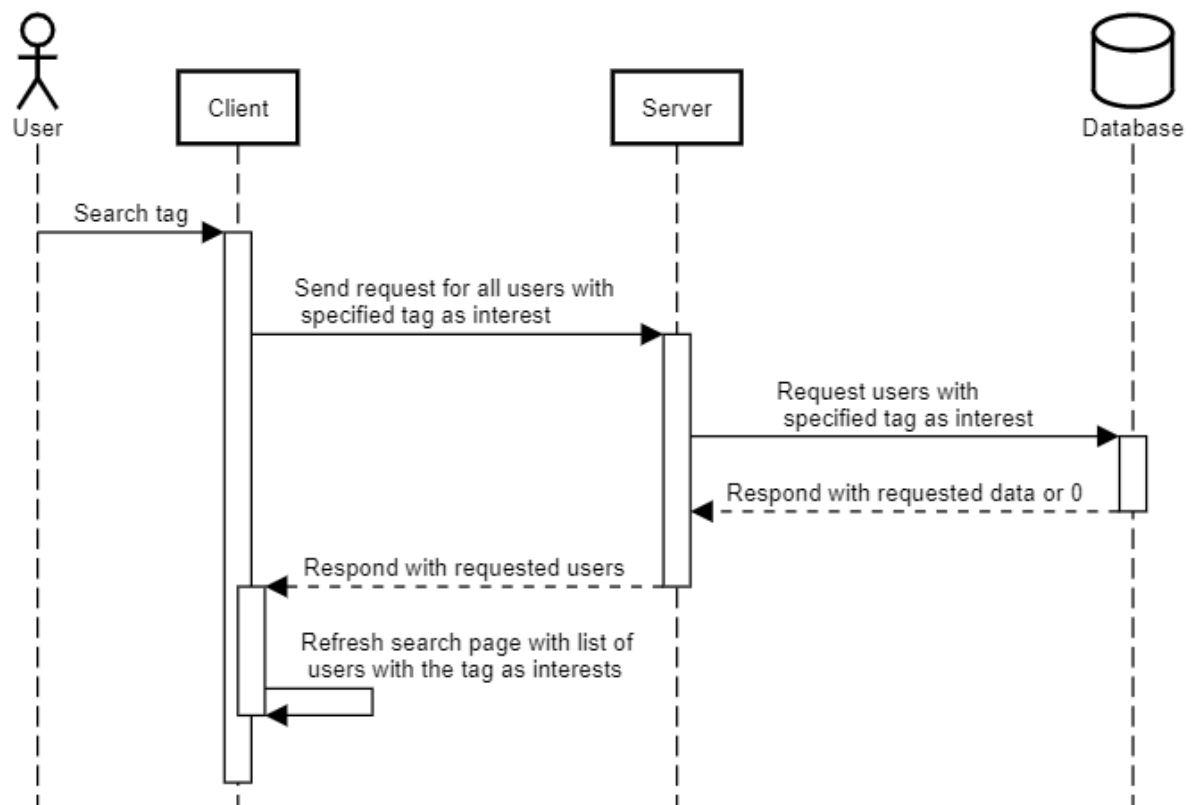 User
Client
Server
Database
Search tag
Send request for all users with
specified tag as interest
Request users with
specified tag as interest
Respond with requested data or 0
Respond with requested users
Refresh search page with list of
users with the tag as interests